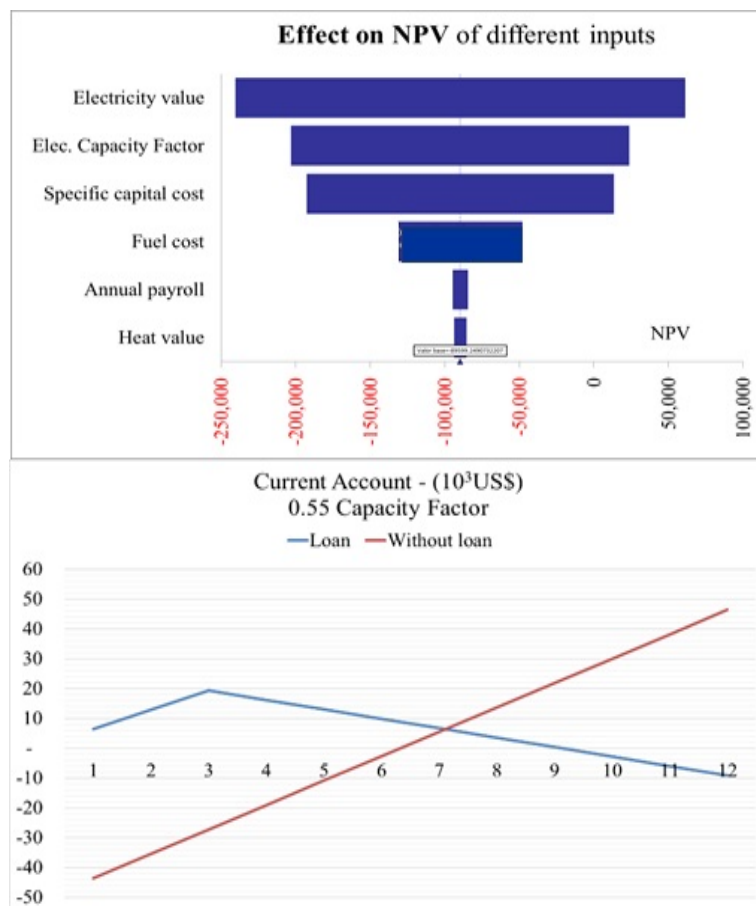 Effect on NPV of different inputs
Electricity value
Elec. Capacity Factor
Specific capital cost
Fuel cost
Annual payroll
Heat value
NPV
-250,000
-200,000
-150,000
-100,000
-50,000
0
50,000
100,000
Current Account - (10³US$)
0.55 Capacity Factor
Loan Without loan
60
50
40
30
20
10
-
-10
-20
-30
-40
-50
1 2 3 4 5 6 7 8 9 10 11 12